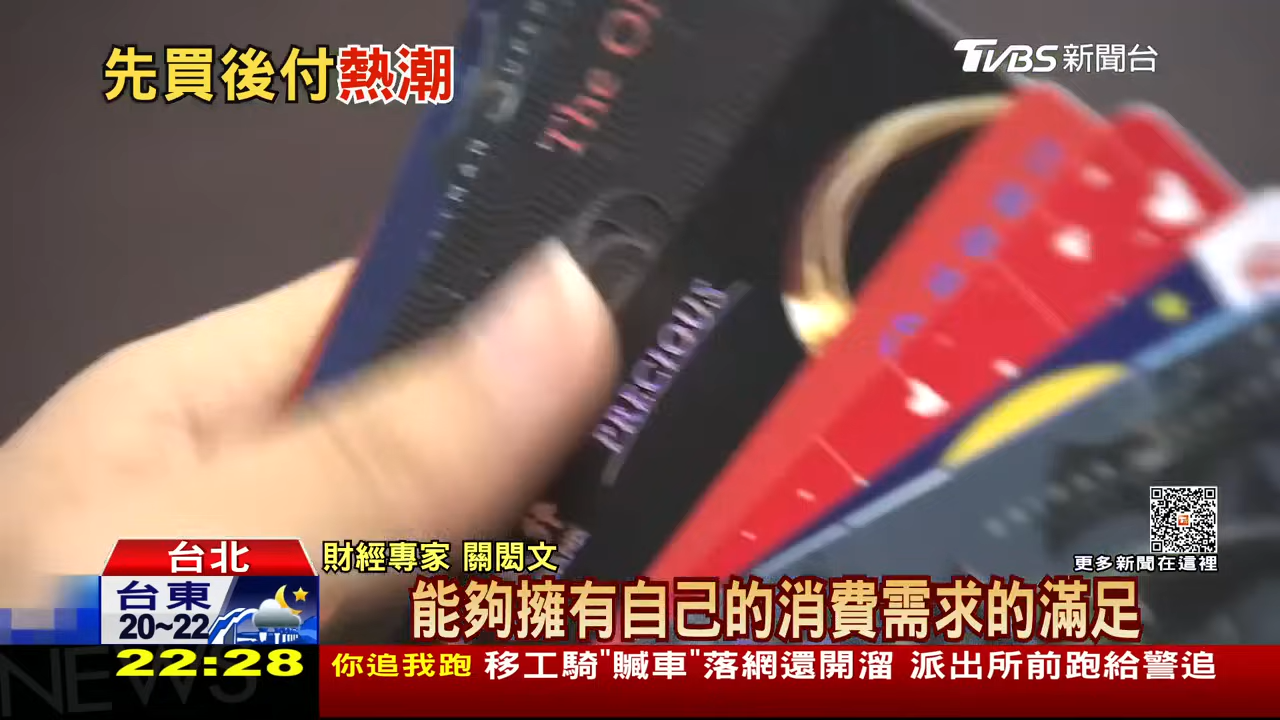 先買後付熱潮
TVBS新聞台
The
PRECIOUS
更多新聞在這裡
台北
財經專家 關閎文
台東
20~22
能夠擁有自己的消費需求的滿足
22:28
你追我跑 移工騎"贓車"落網還開溜 派出所前跑給警追
NEWS